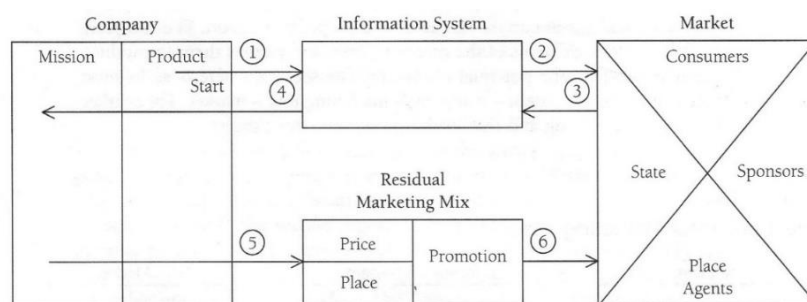 Company
Information System
Market
Mission
Product
1
2
Consumers
Start
4
3
State
Sponsors
Residual
Marketing Mix
5
Price
Promotion
6
Place
Place
Agents